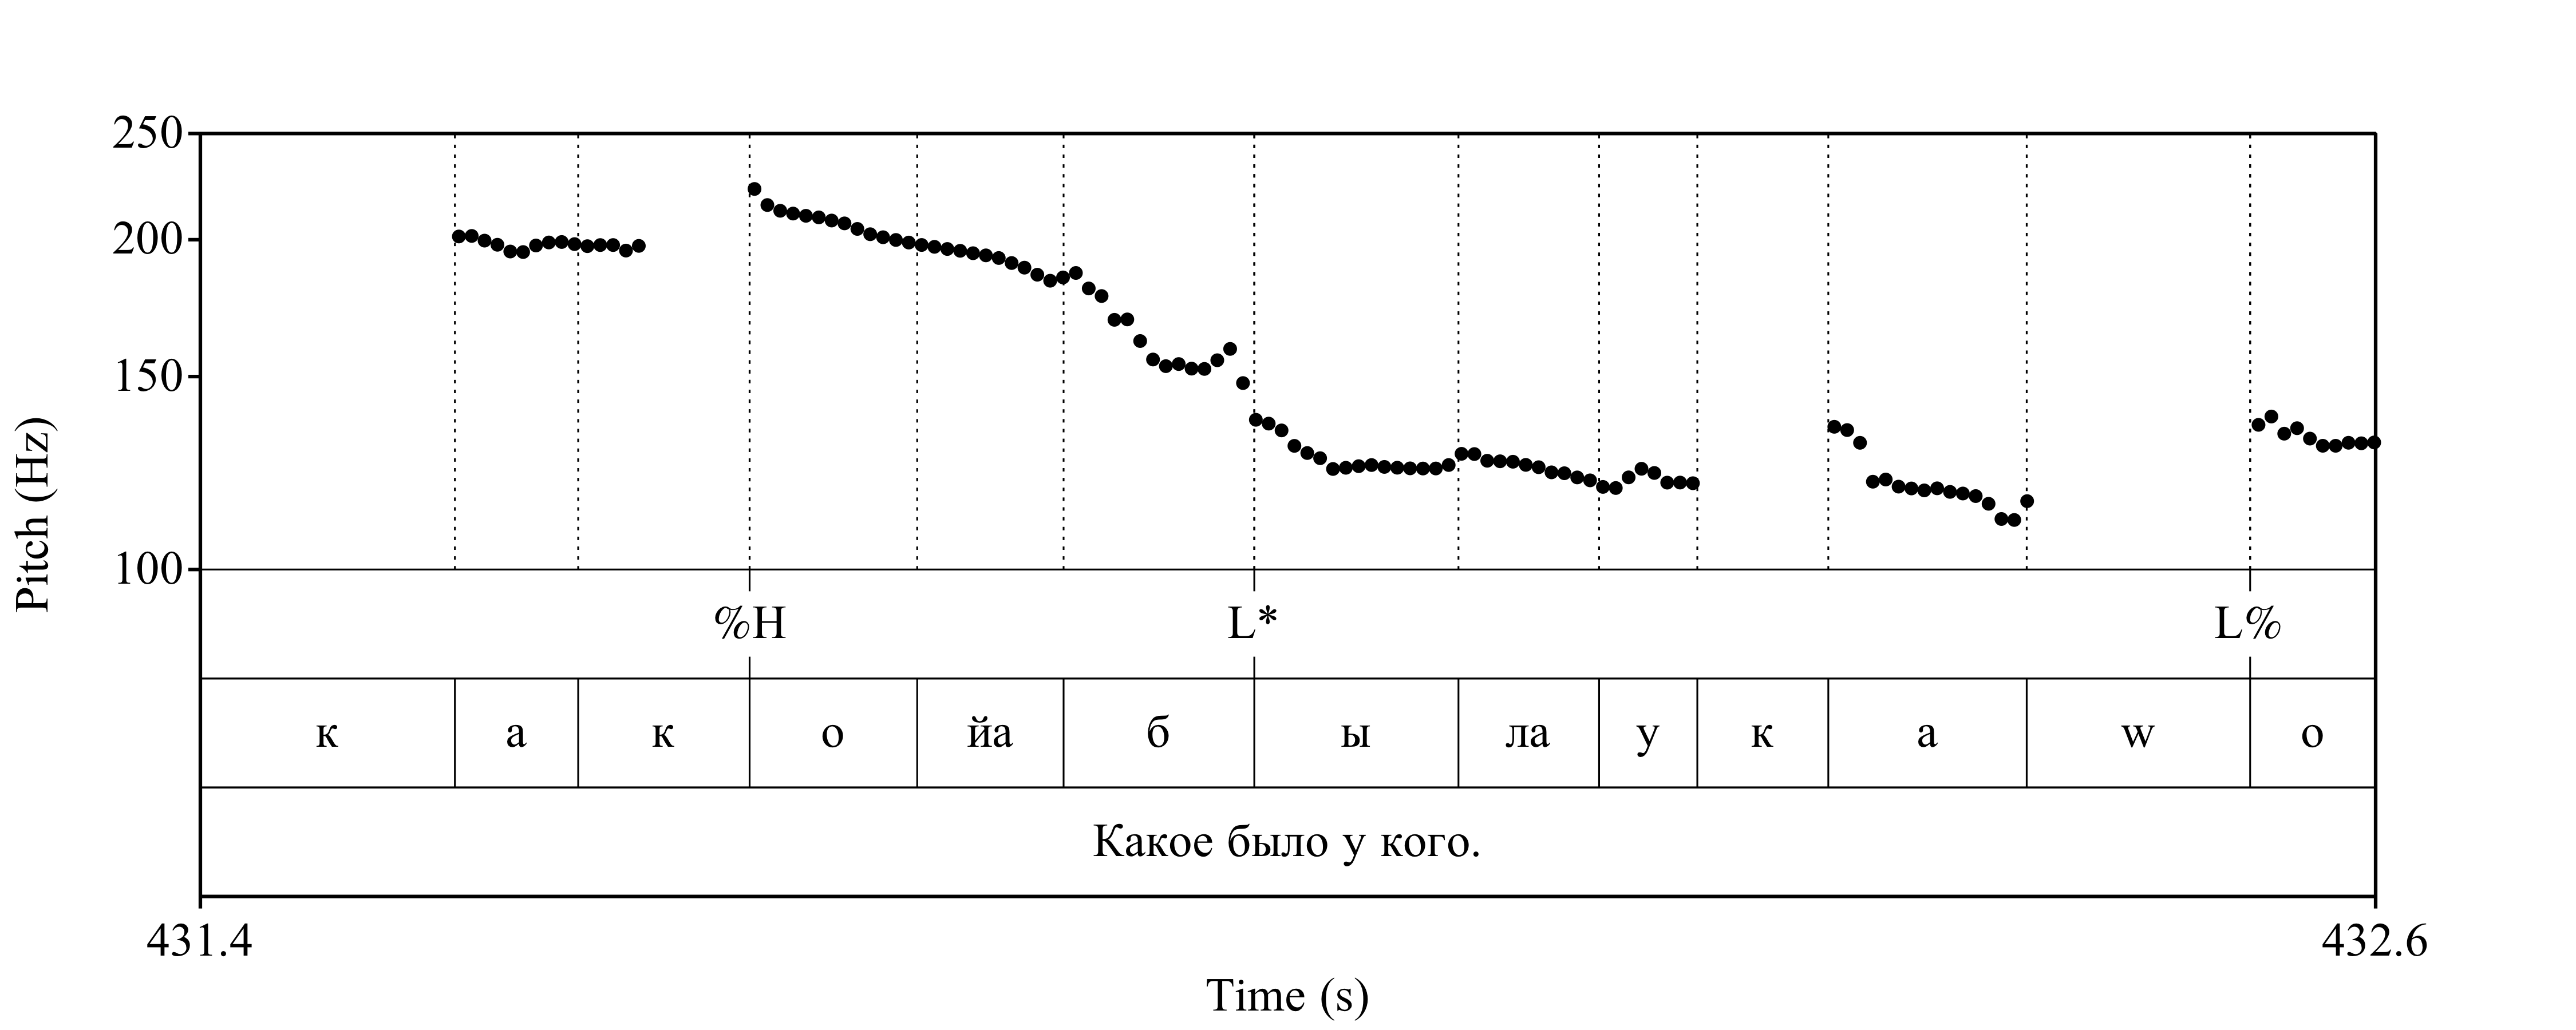 250
200
150
100
Pitch (Hz)
%H L* L%
к а к о йа б ы ла у к а w о
Какое было у кого.
431.4 432.6
Time (s)